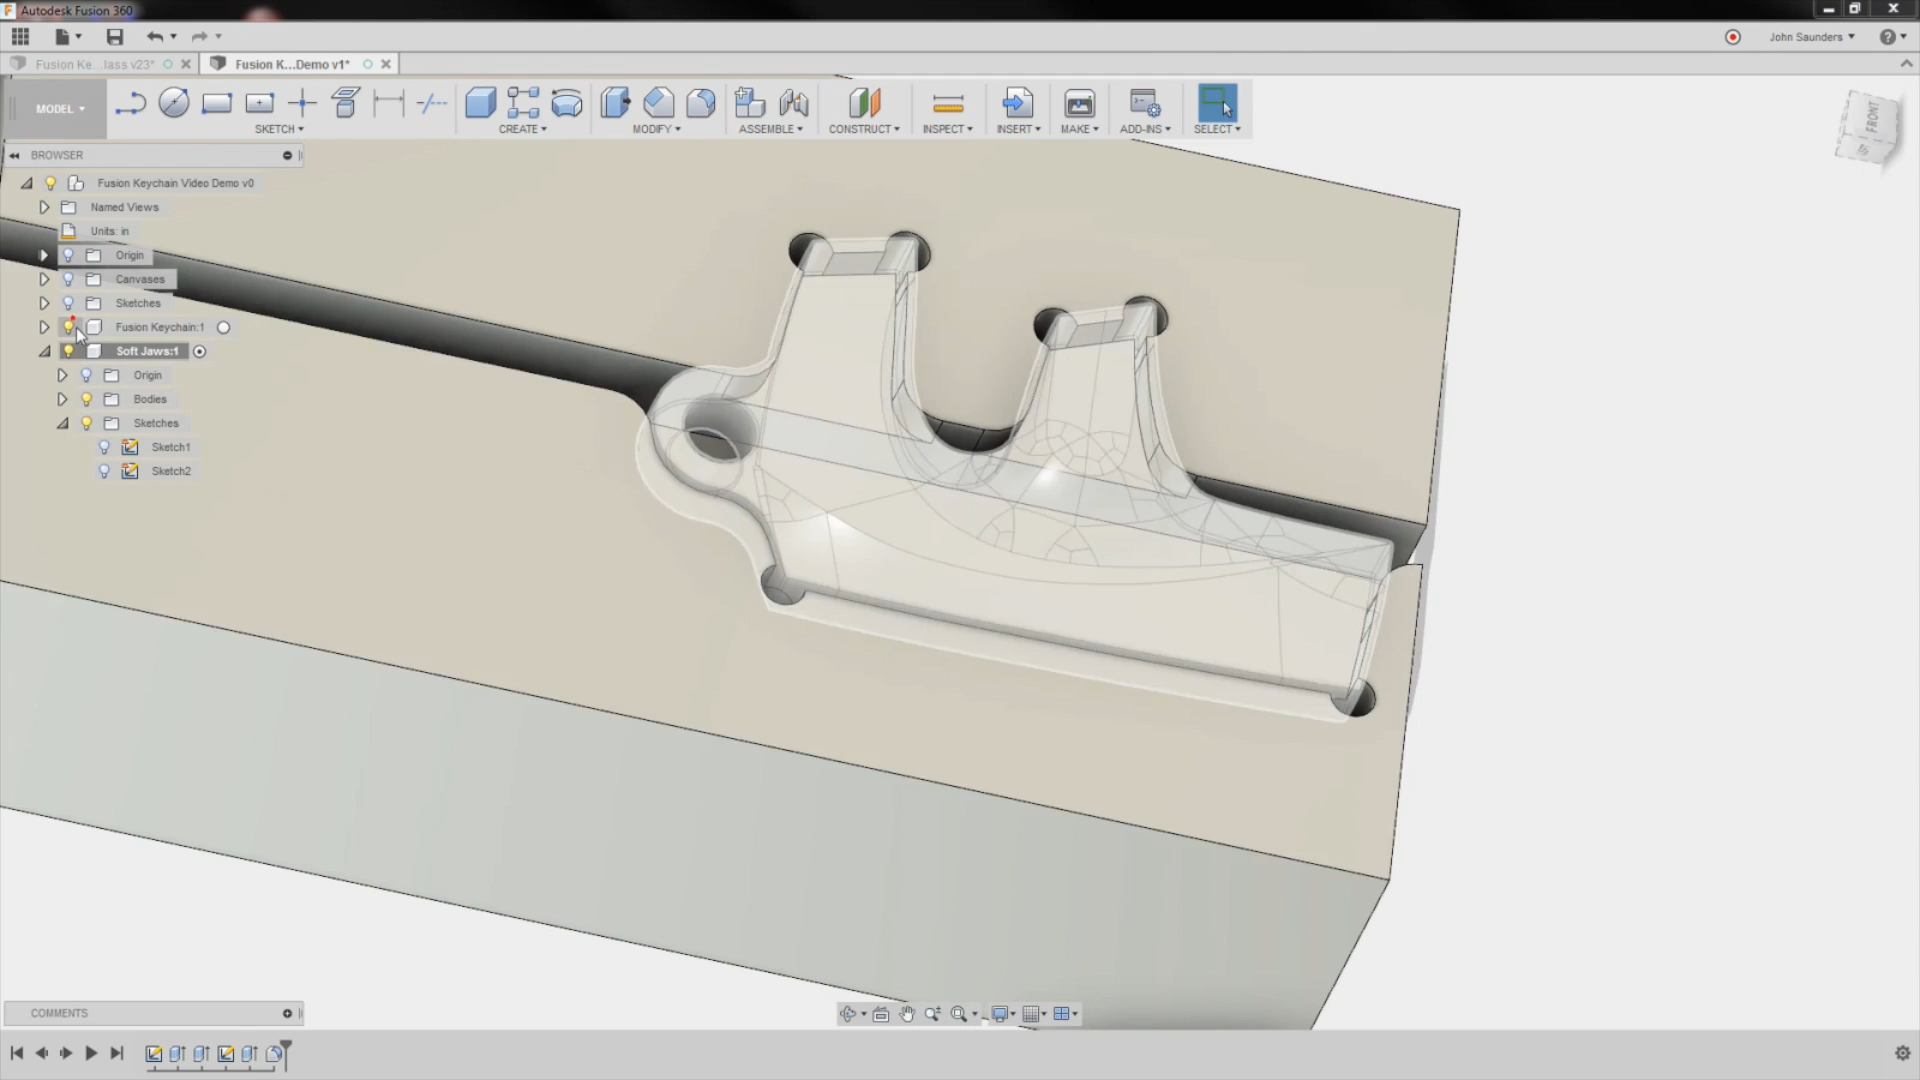 Autodesk Fusion 360
John Saunders
Fusion Ke...lass v23*
Fusion K...Demo v1*
MODEL
SKETCH
CREATE
MODIFY
ASSEMBLE
CONSTRUCT
INSPECT
INSERT
MAKE
ADD-INS
SELECT
FRONT
BROWSER
Fusion Keychain Video Demo v0
Named Views
Units: in
Origin
Canvases
Sketches
Fusion Keychain:1
Soft Jaws:1
Origin
Bodies
Sketches
Sketch1
Sketch2
COMMENTS